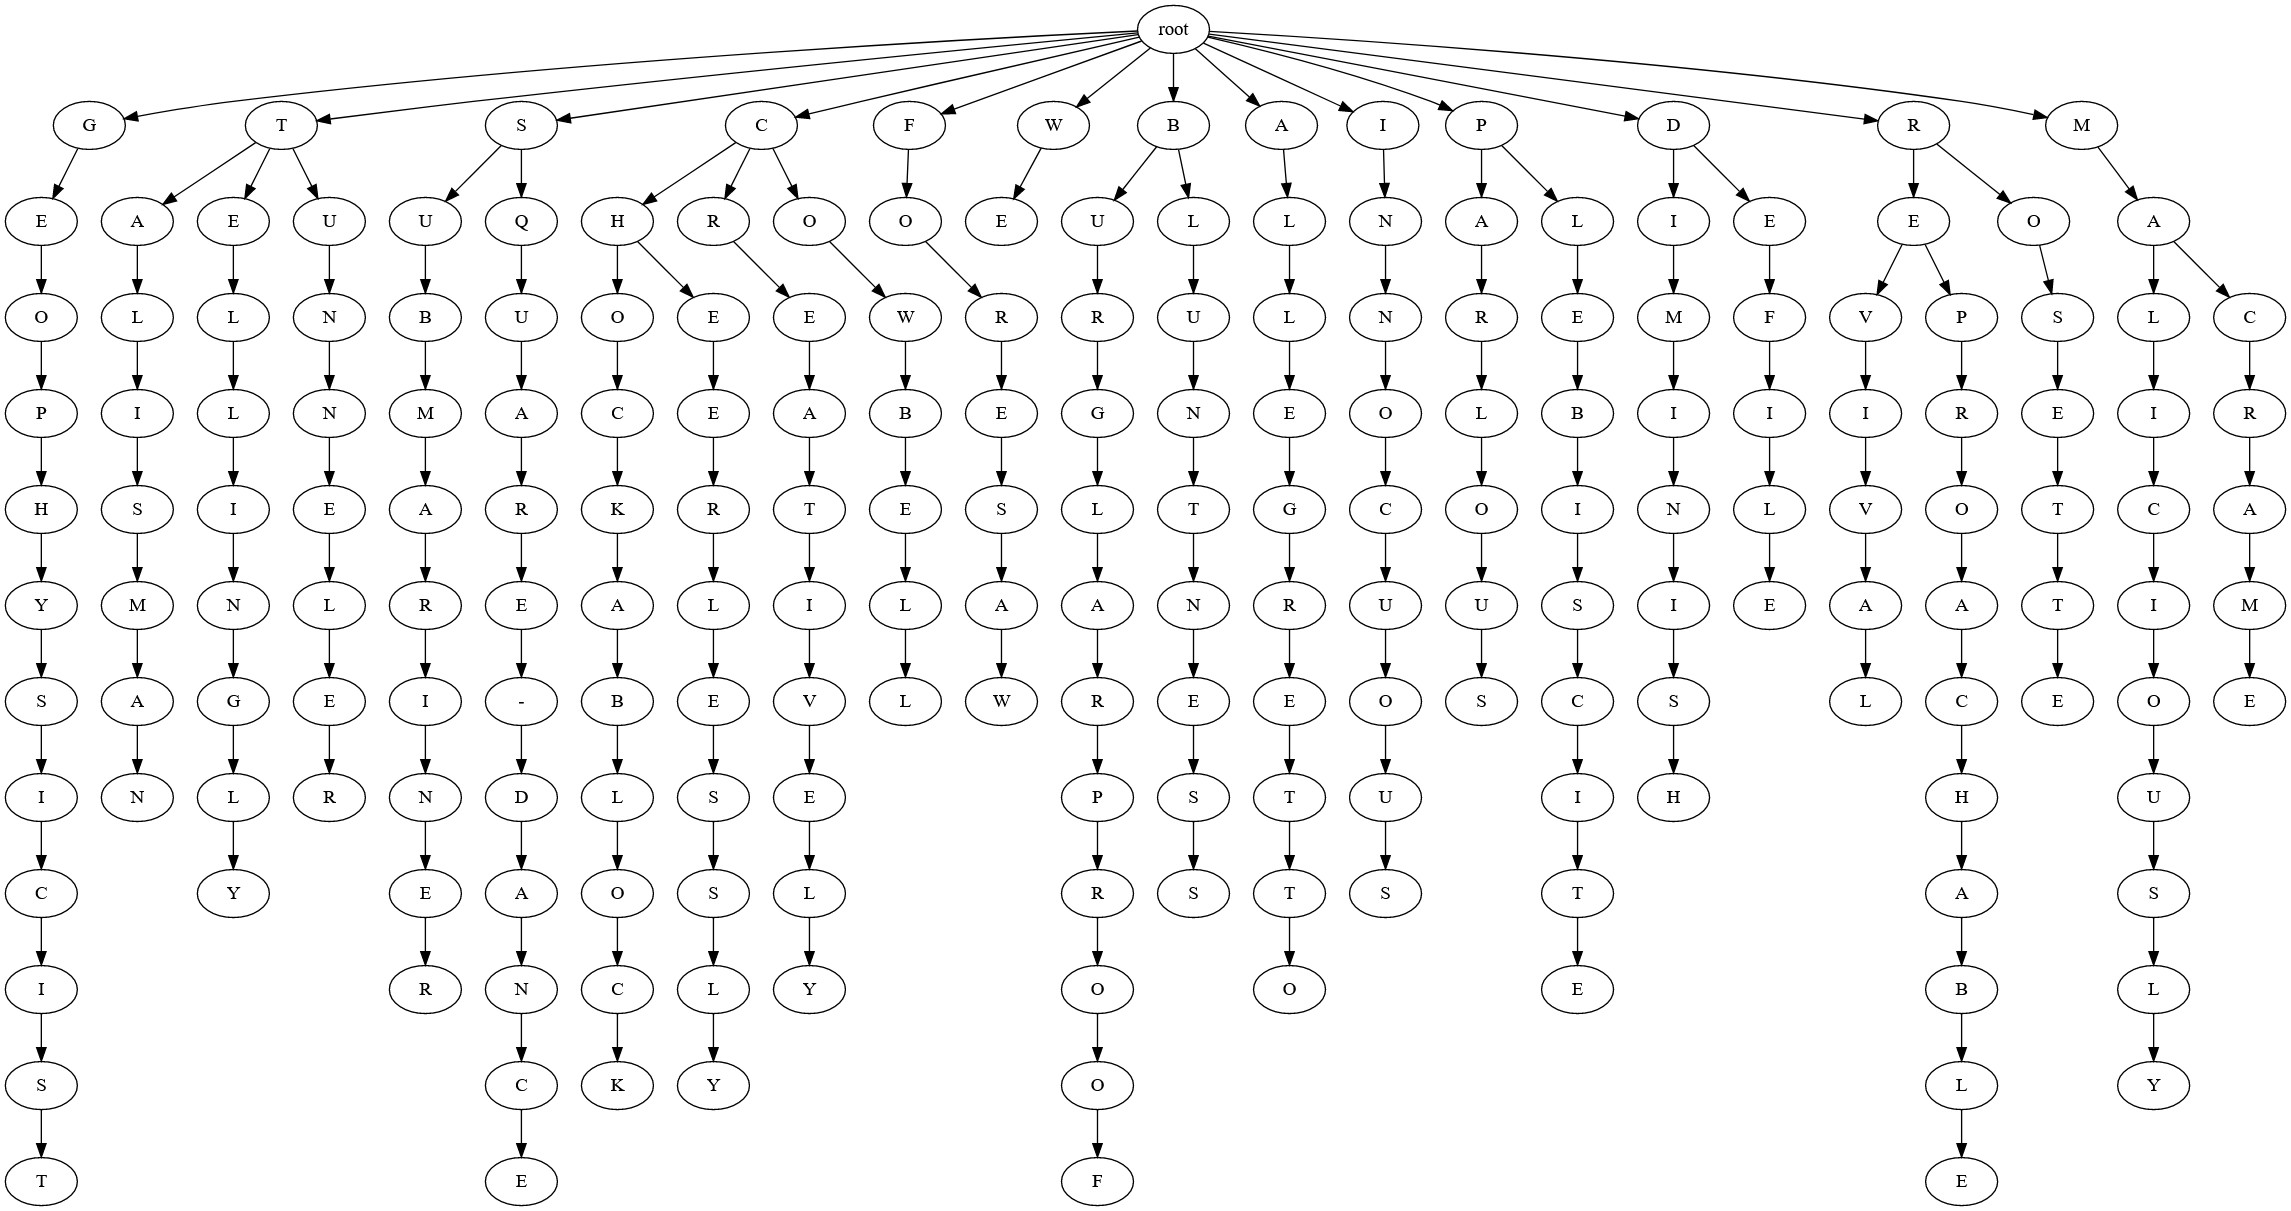 root
G T S C F W B A I P D R M
E A E U U Q H R O O E U L L N A L I E E O A
O L L N B U O E E W R R U L N R E M F V P S L C
P I L N M A C E A B E G N E O L B I I I R E I R
H S I E A R K R T E S L T G C O I N L V O T C A
Y M N L R E A L I L A A N R U U S I E A A T I M
S A G E I - B E V L W R E E O S C S L C E O E
I N L R N D L S E P S T U I H H U
C Y E A O S L R S T S T A S
I R N C L Y O O E B L
S C K Y O L Y
T E F E